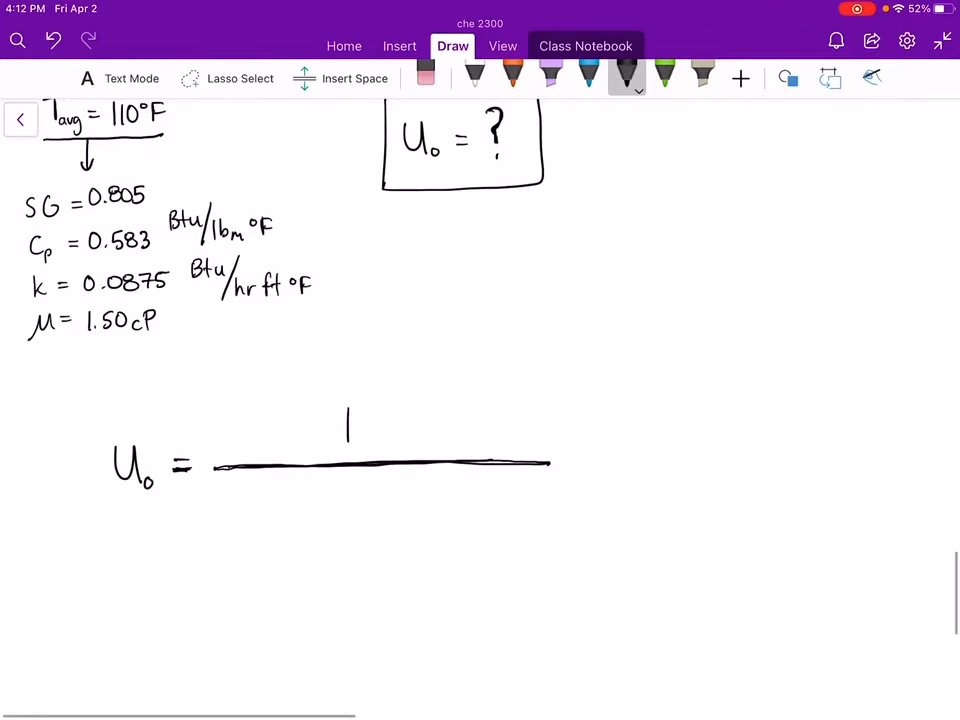 4:12 PM Fri Apr 2
52%
che 2300
Home Insert Draw View Class Notebook
Text Mode Lasso Select Insert Space
Tavg = 110°F
U₀ = ?
SG = 0.805
Cp = 0.583 Btu/lbm °F
k = 0.0875 Btu/hr ft °F
μ = 1.50 cP
1
U₀ =